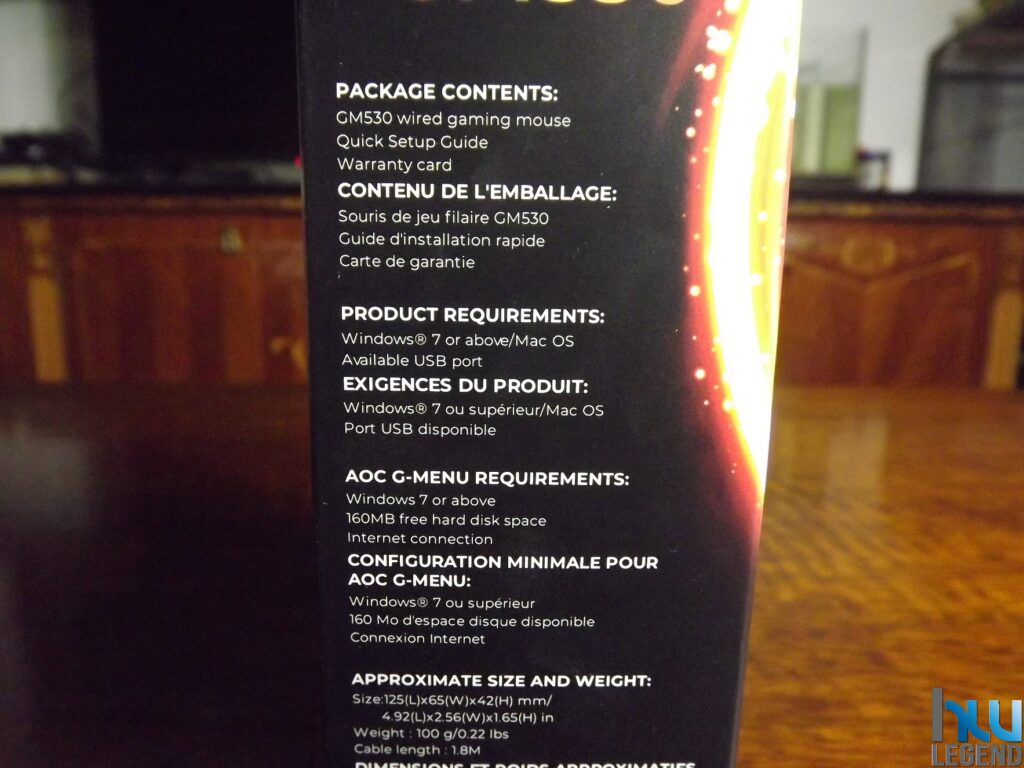 PACKAGE CONTENTS:
GM530 wired gaming mouse
Quick Setup Guide
Warranty card
CONTENU DE L'EMBALLAGE:
Souris de jeu filaire GM530
Guide d'installation rapide
Carte de garantie
PRODUCT REQUIREMENTS:
Windows® 7 or above/Mac OS
Available USB port
EXIGENCES DU PRODUIT:
Windows® 7 ou supérieur/Mac OS
Port USB disponible
AOC G-MENU REQUIREMENTS:
Windows 7 or above
160MB free hard disk space
Internet connection
CONFIGURATION MINIMALE POUR
AOC G-MENU:
Windows® 7 ou supérieur
160 Mo d'espace disque disponible
Connexion Internet
APPROXIMATE SIZE AND WEIGHT:
Size:125(L)x65(W)x42(H) mm/
4.92(L)x2.56(W)x1.65(H) in
Weight : 100 g/0.22 lbs
Cable length : 1.8M
DIMENSIONS ET POIDS APPROXIMATIFS
LEGEND